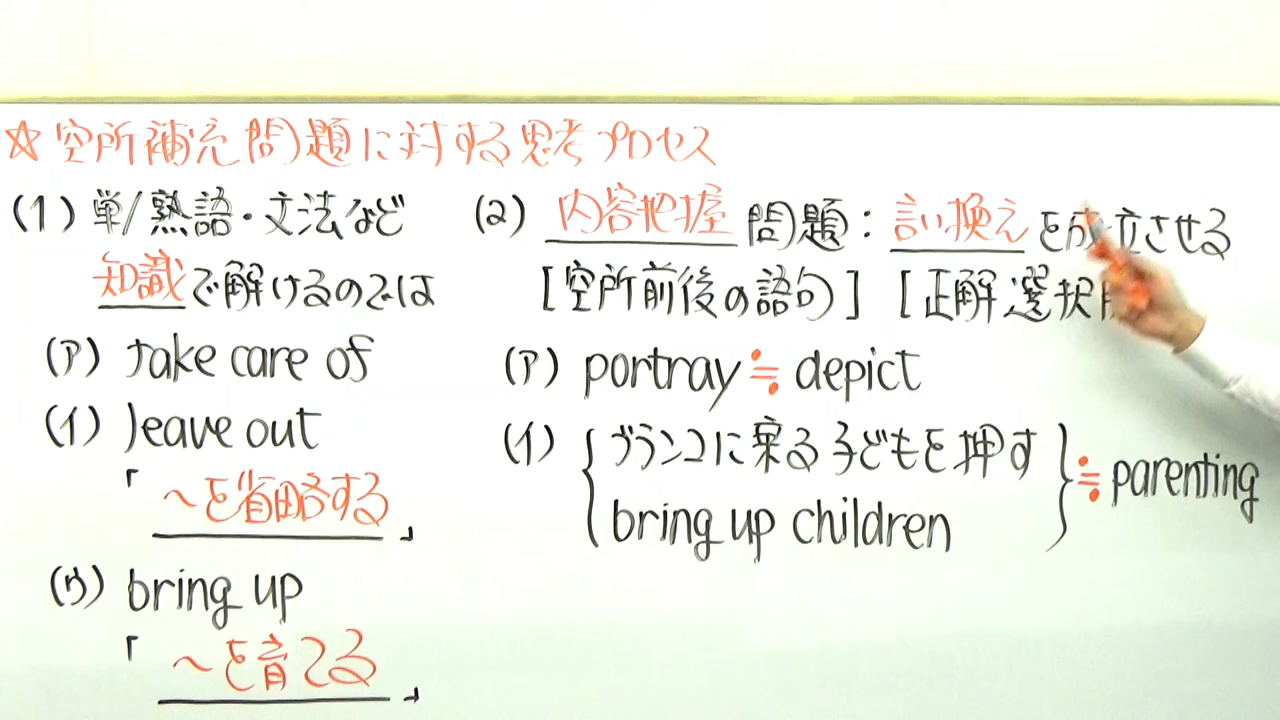 ☆空所補充問題に対する思考プロセス
(1) 単/熟語・文法など
知識で解けるのでは
(ア) take care of
(イ) leave out
「~を省略する」
(ウ) bring up
「~を育てる」
(2) 内容把握問題：言い換えを成立させる
[空所前後の語句] [正解選択
(ア) portray ≒ depict
(イ) { ブランコに乗る子どもを押す
bring up children } ≒ parenting